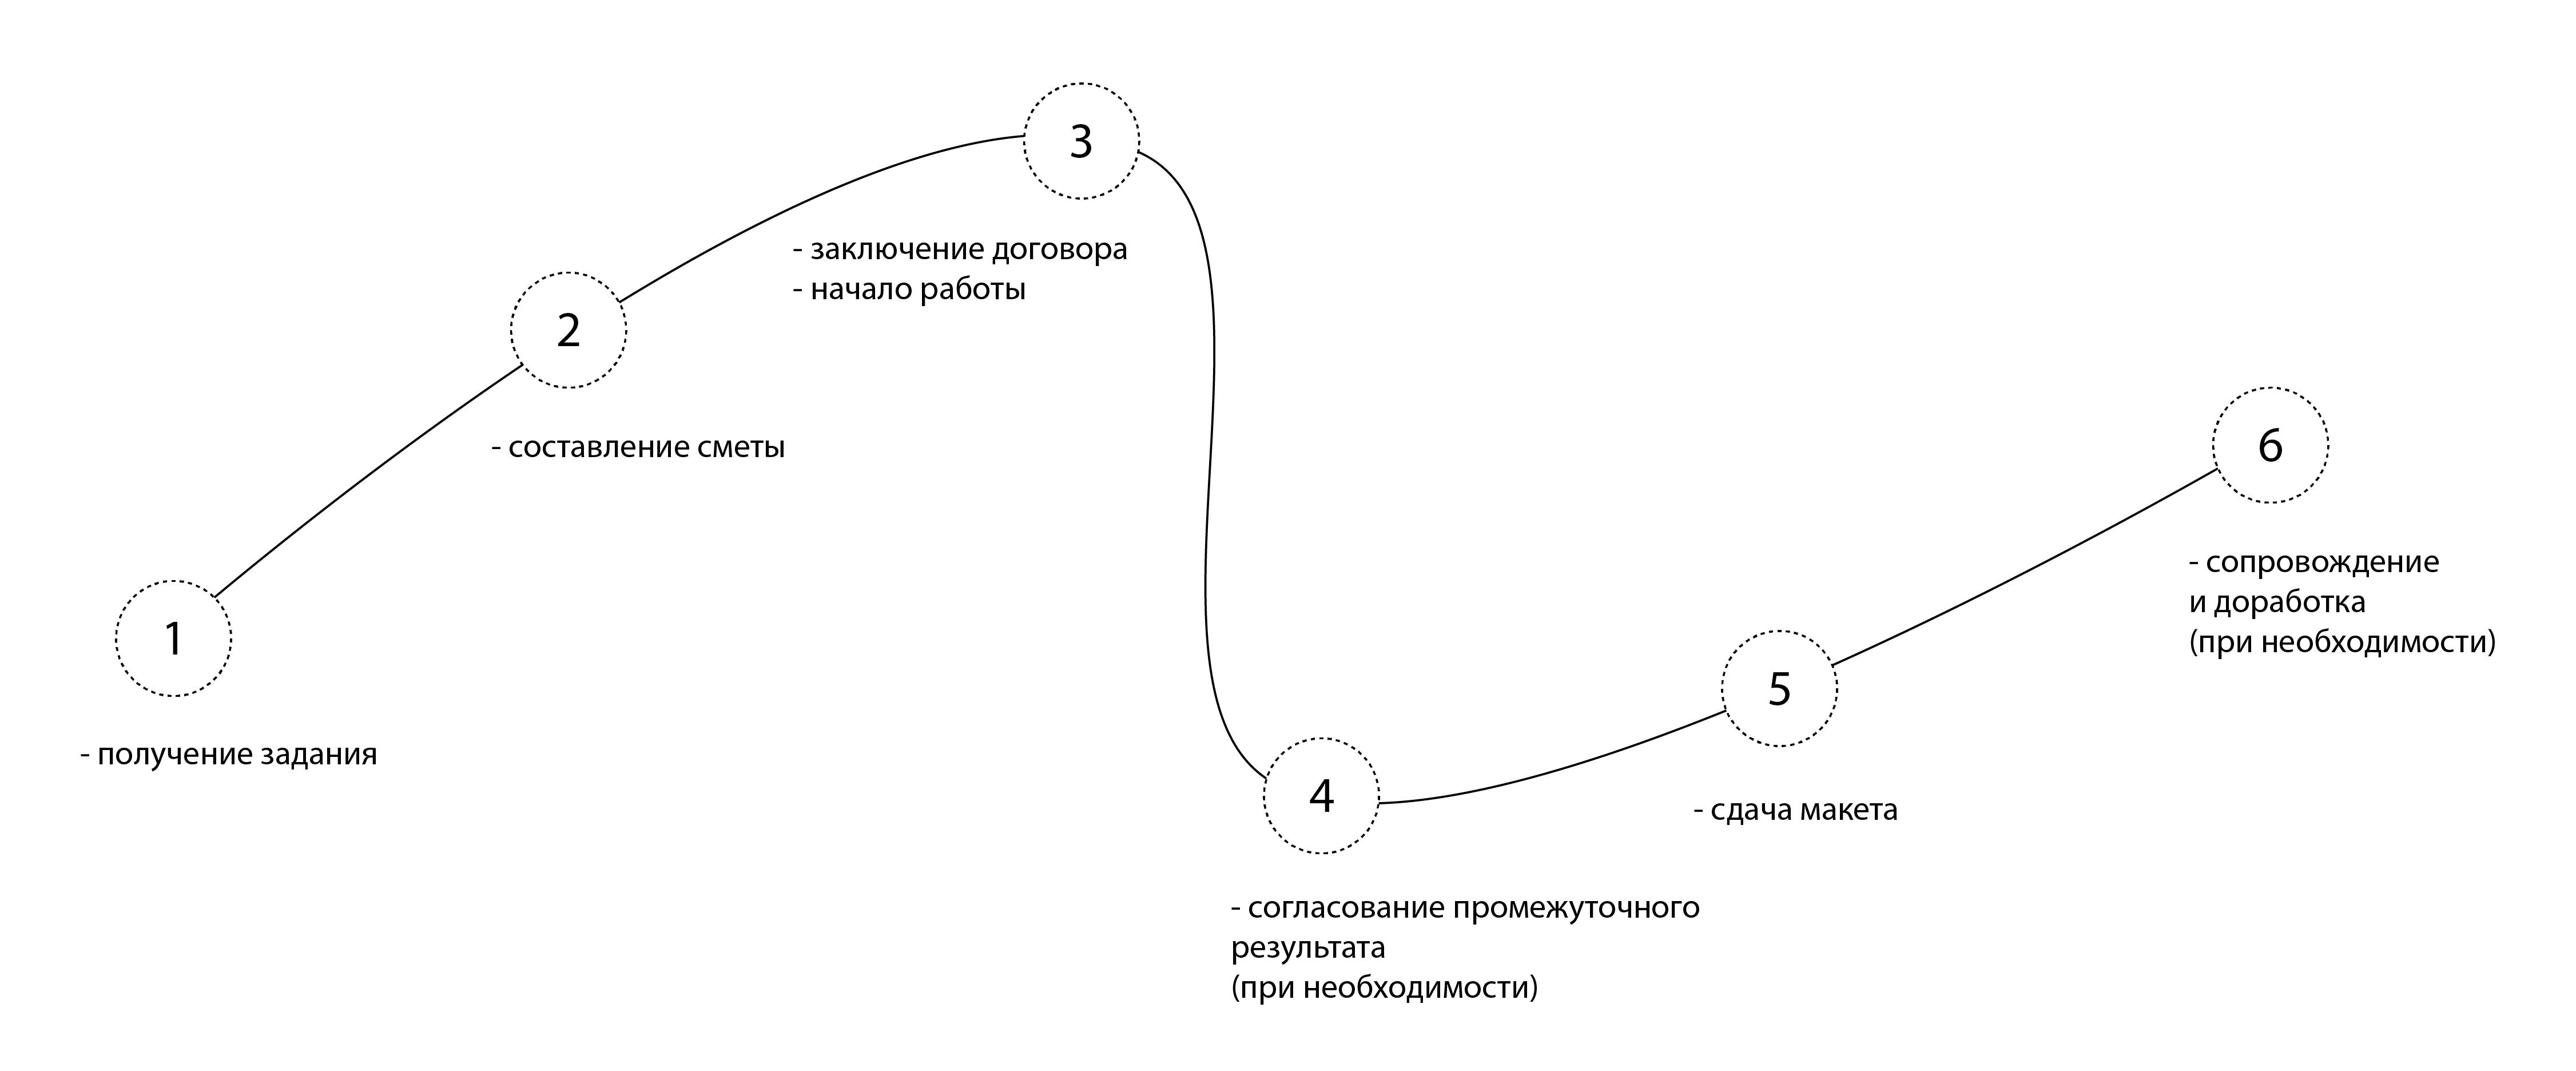 1
- получение задания
2
- составление сметы
3
- заключение договора
- начало работы
4
- согласование промежуточного
результата
(при необходимости)
5
- сдача макета
6
- сопровождение
и доработка
(при необходимости)